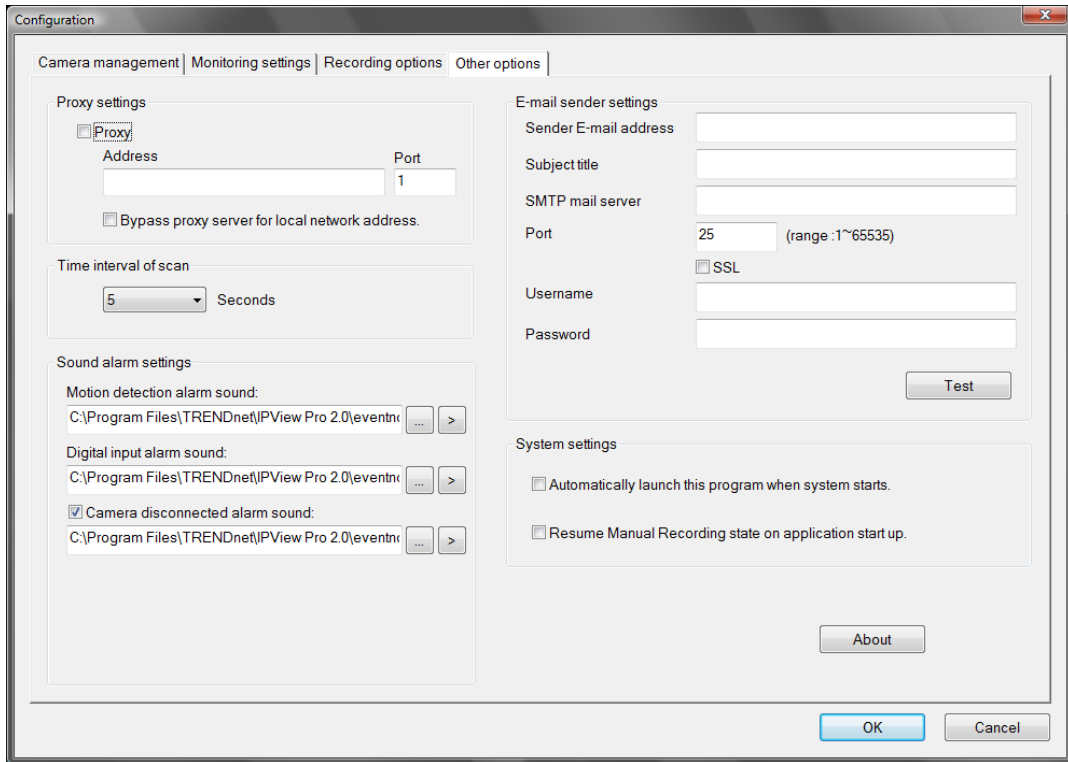 Configuration
Camera management
Monitoring settings
Recording options
Other options
Proxy settings
Proxy
Address
Port
1
Bypass proxy server for local network address.
Time interval of scan
5
Seconds
Sound alarm settings
Motion detection alarm sound:
C:\Program Files\TRENDnet\IPView Pro 2.0\eventno
...
>
Digital input alarm sound:
C:\Program Files\TRENDnet\IPView Pro 2.0\eventno
...
>
Camera disconnected alarm sound:
C:\Program Files\TRENDnet\IPView Pro 2.0\eventno
...
>
E-mail sender settings
Sender E-mail address
Subject title
SMTP mail server
Port
25
(range :1~65535)
SSL
Username
Password
Test
System settings
Automatically launch this program when system starts.
Resume Manual Recording state on application start up.
About
OK
Cancel